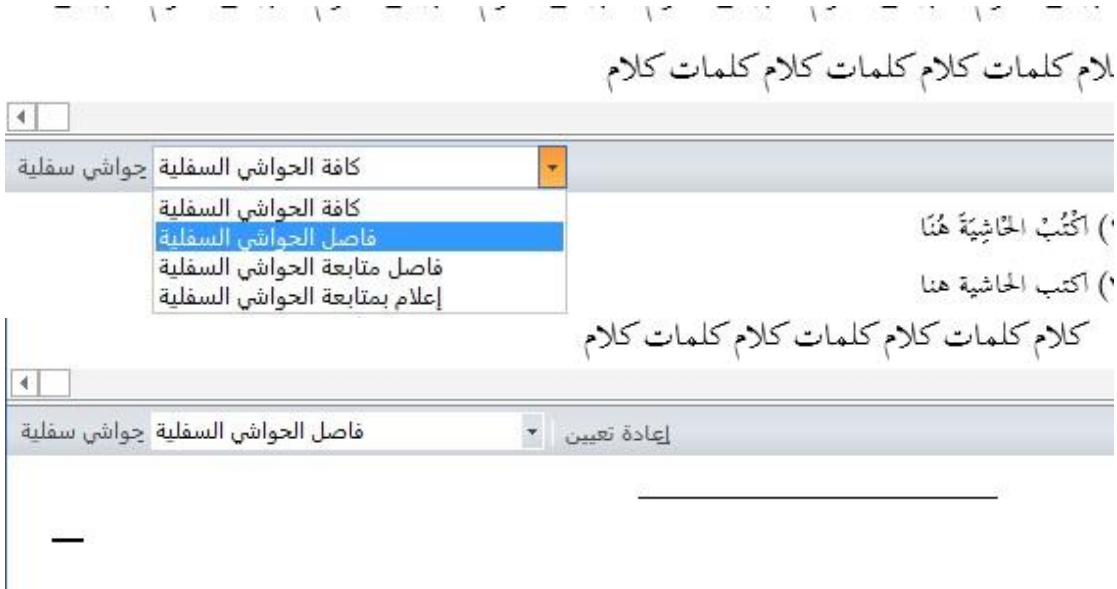 كلام كلمات كلام كلمات كلام كلمات كلام
حواشي سفلية كافة الحواشي السفلية
كافة الحواشي السفلية
فاصل الحواشي السفلية
فاصل متابعة الحواشي السفلية
إعلام بمتابعة الحواشي السفلية
) اكْتُبْ الحْاشِيَةَ هُنَا
) اكتب الحاشية هنا
كلام كلمات كلام كلمات كلام كلمات كلام
حواشي سفلية فاصل الحواشي السفلية إعادة تعيين